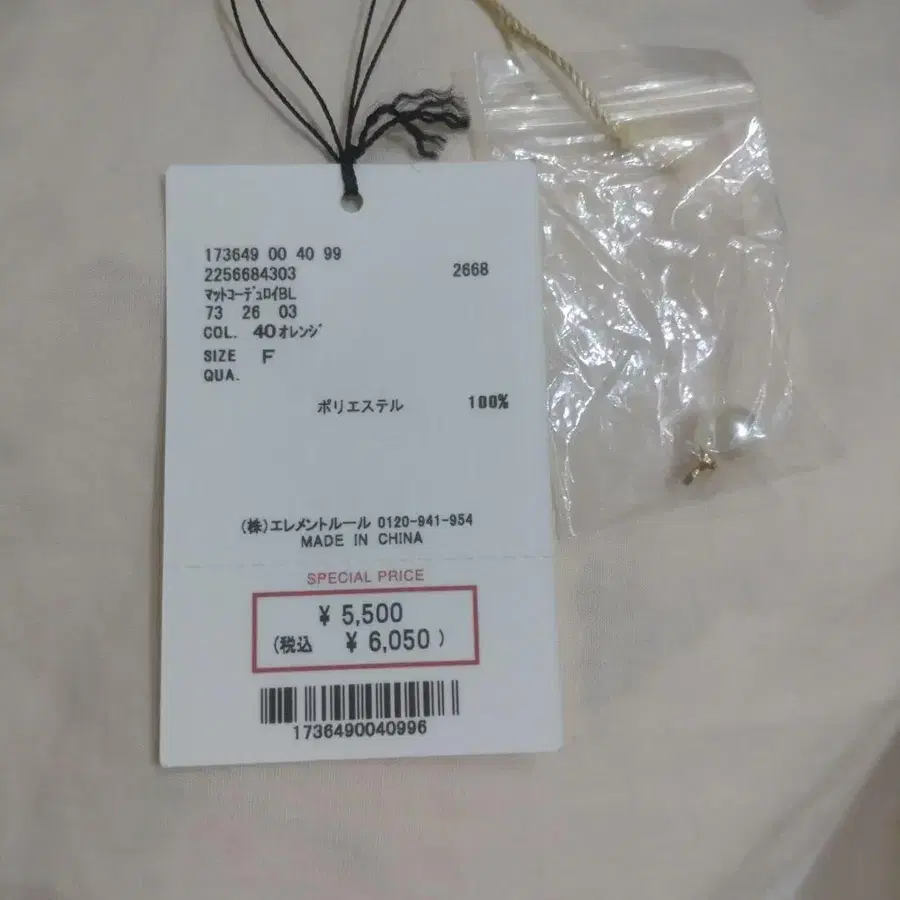 173649 00 40 99
2256684303 2668
ﾏｯﾄｺｰﾃﾞｭﾛｲBL
73 26 03
COL. 40 ｵﾚﾝｼﾞ
SIZE F
QUA.
ポリエステル 100%
(株)エレメントルール 0120-941-954
MADE IN CHINA
SPECIAL PRICE
¥ 5,500
(税込 ¥ 6,050 )
1736490040996